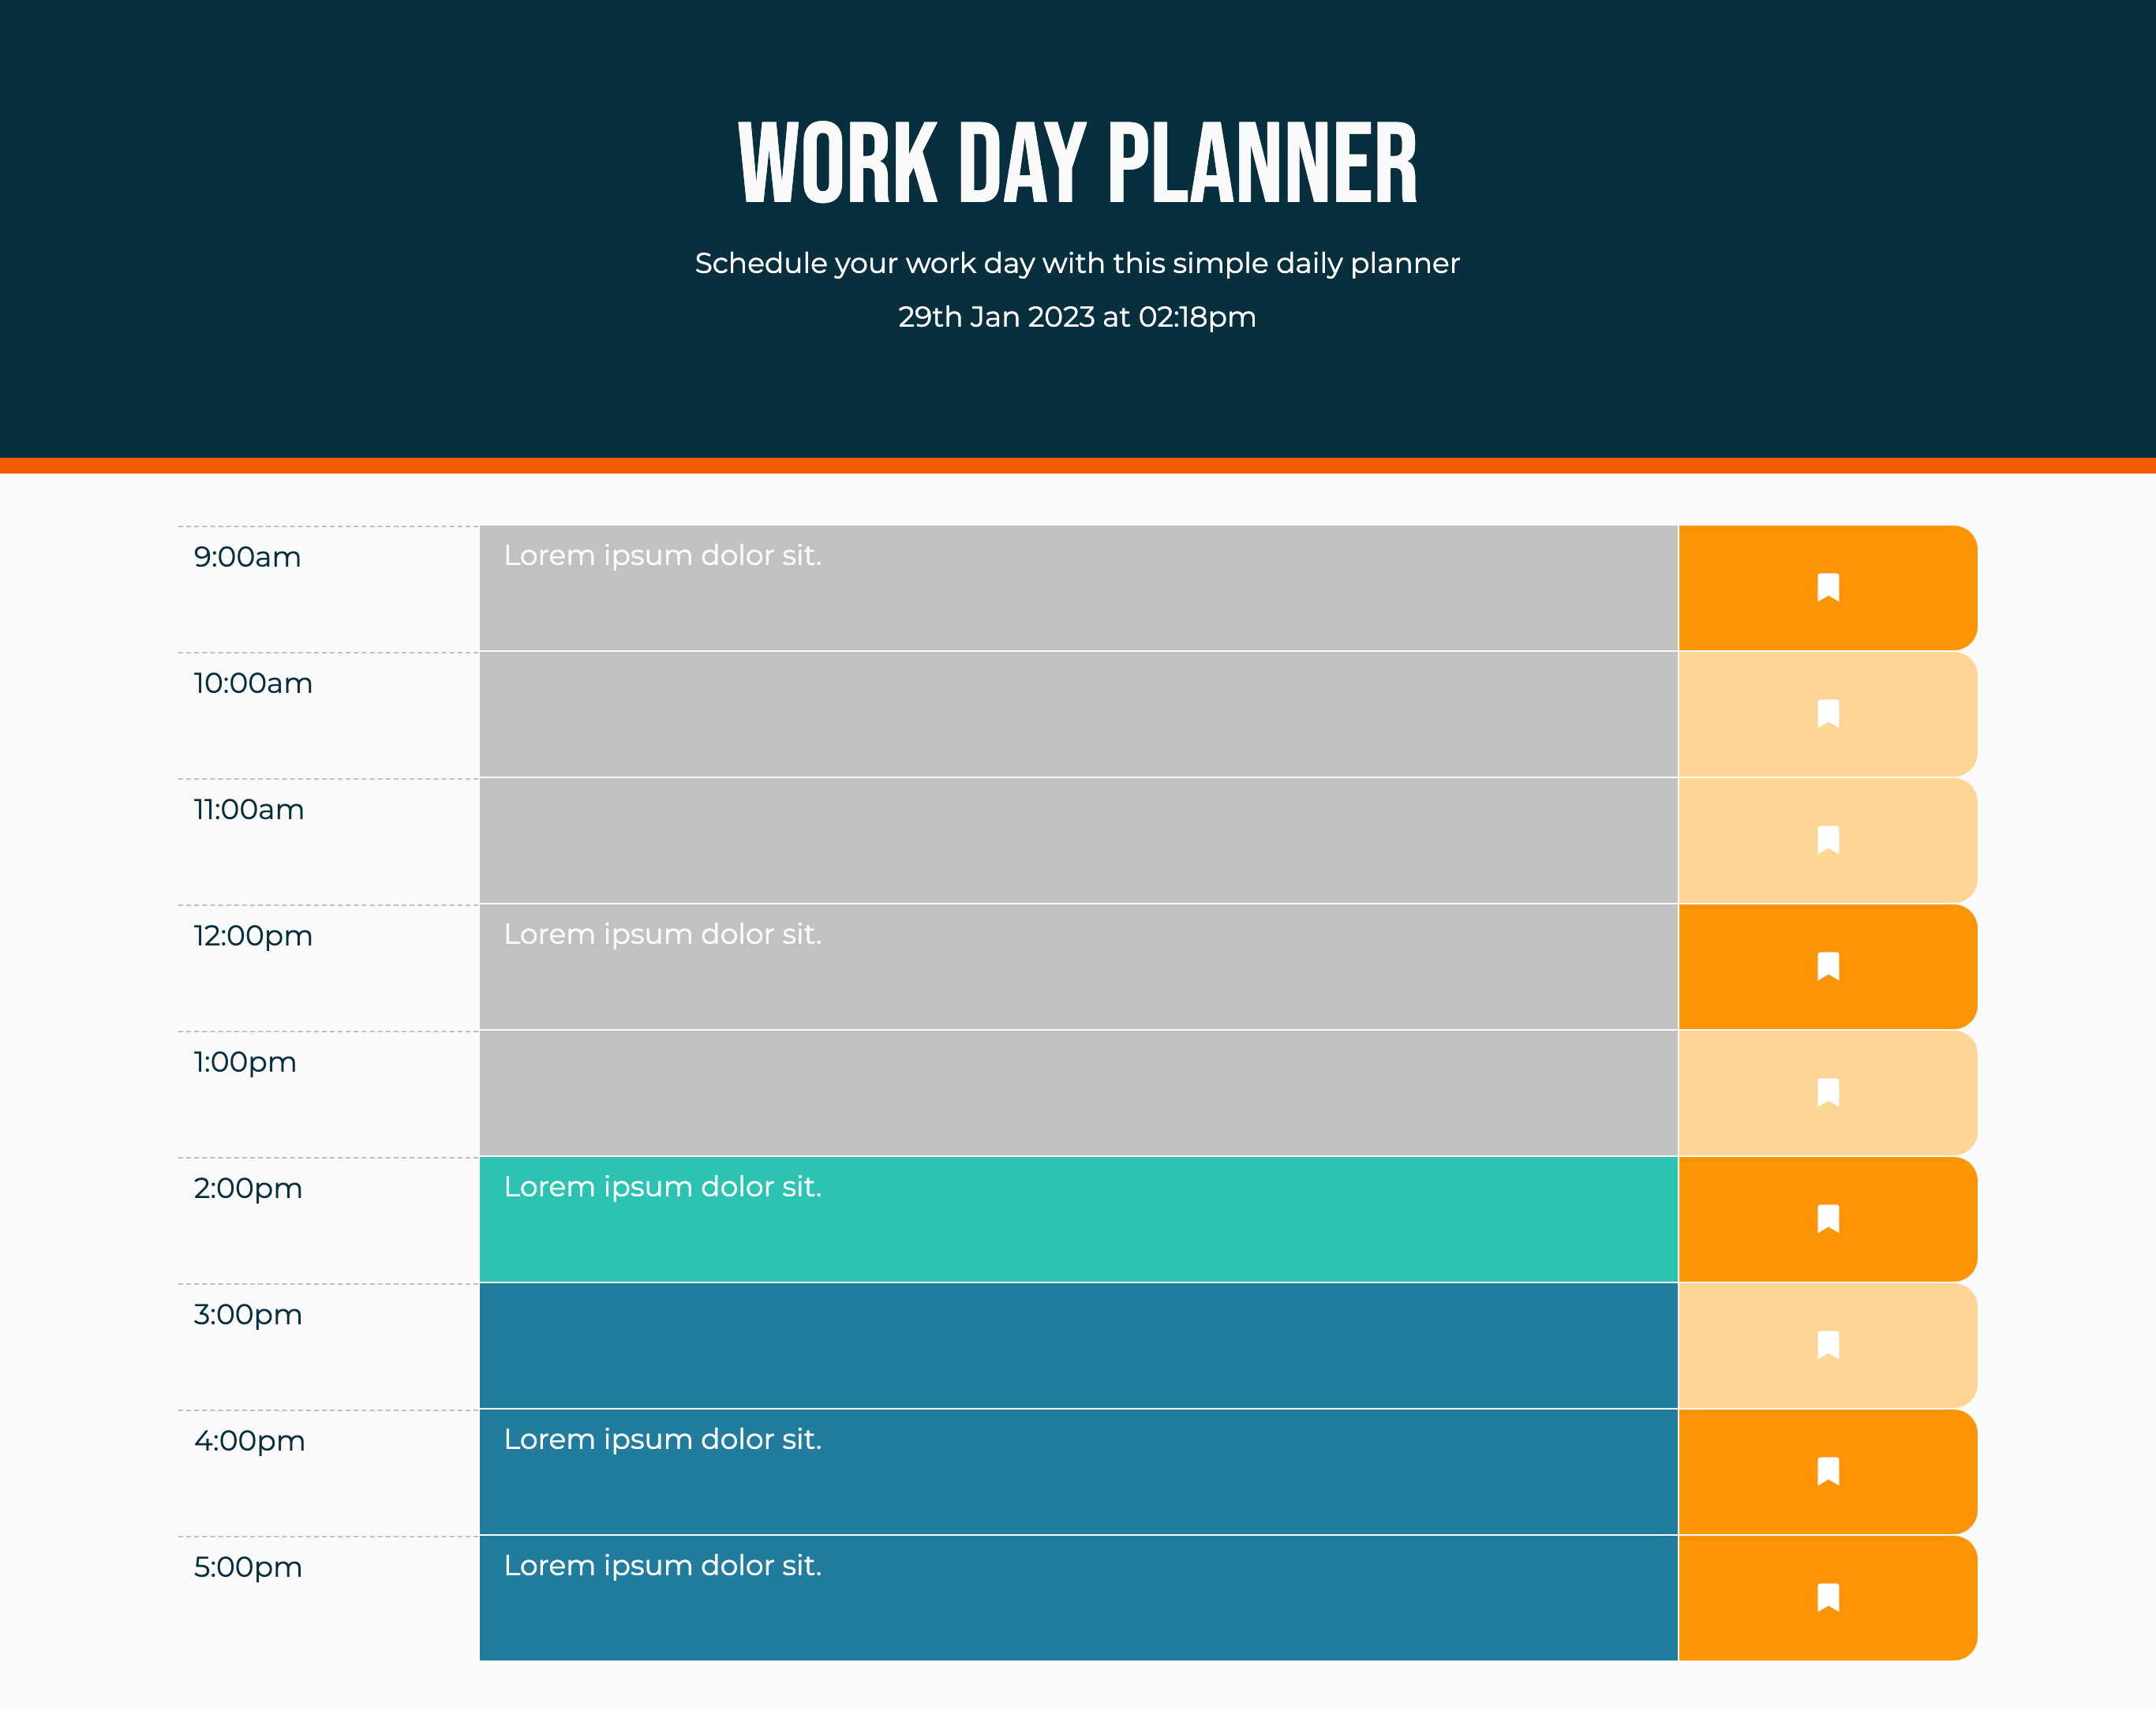 WORK DAY PLANNER
Schedule your work day with this simple daily planner
29th Jan 2023 at 02:18pm
9:00am Lorem ipsum dolor sit.
10:00am
11:00am
12:00pm Lorem ipsum dolor sit.
1:00pm
2:00pm Lorem ipsum dolor sit.
3:00pm
4:00pm Lorem ipsum dolor sit.
5:00pm Lorem ipsum dolor sit.